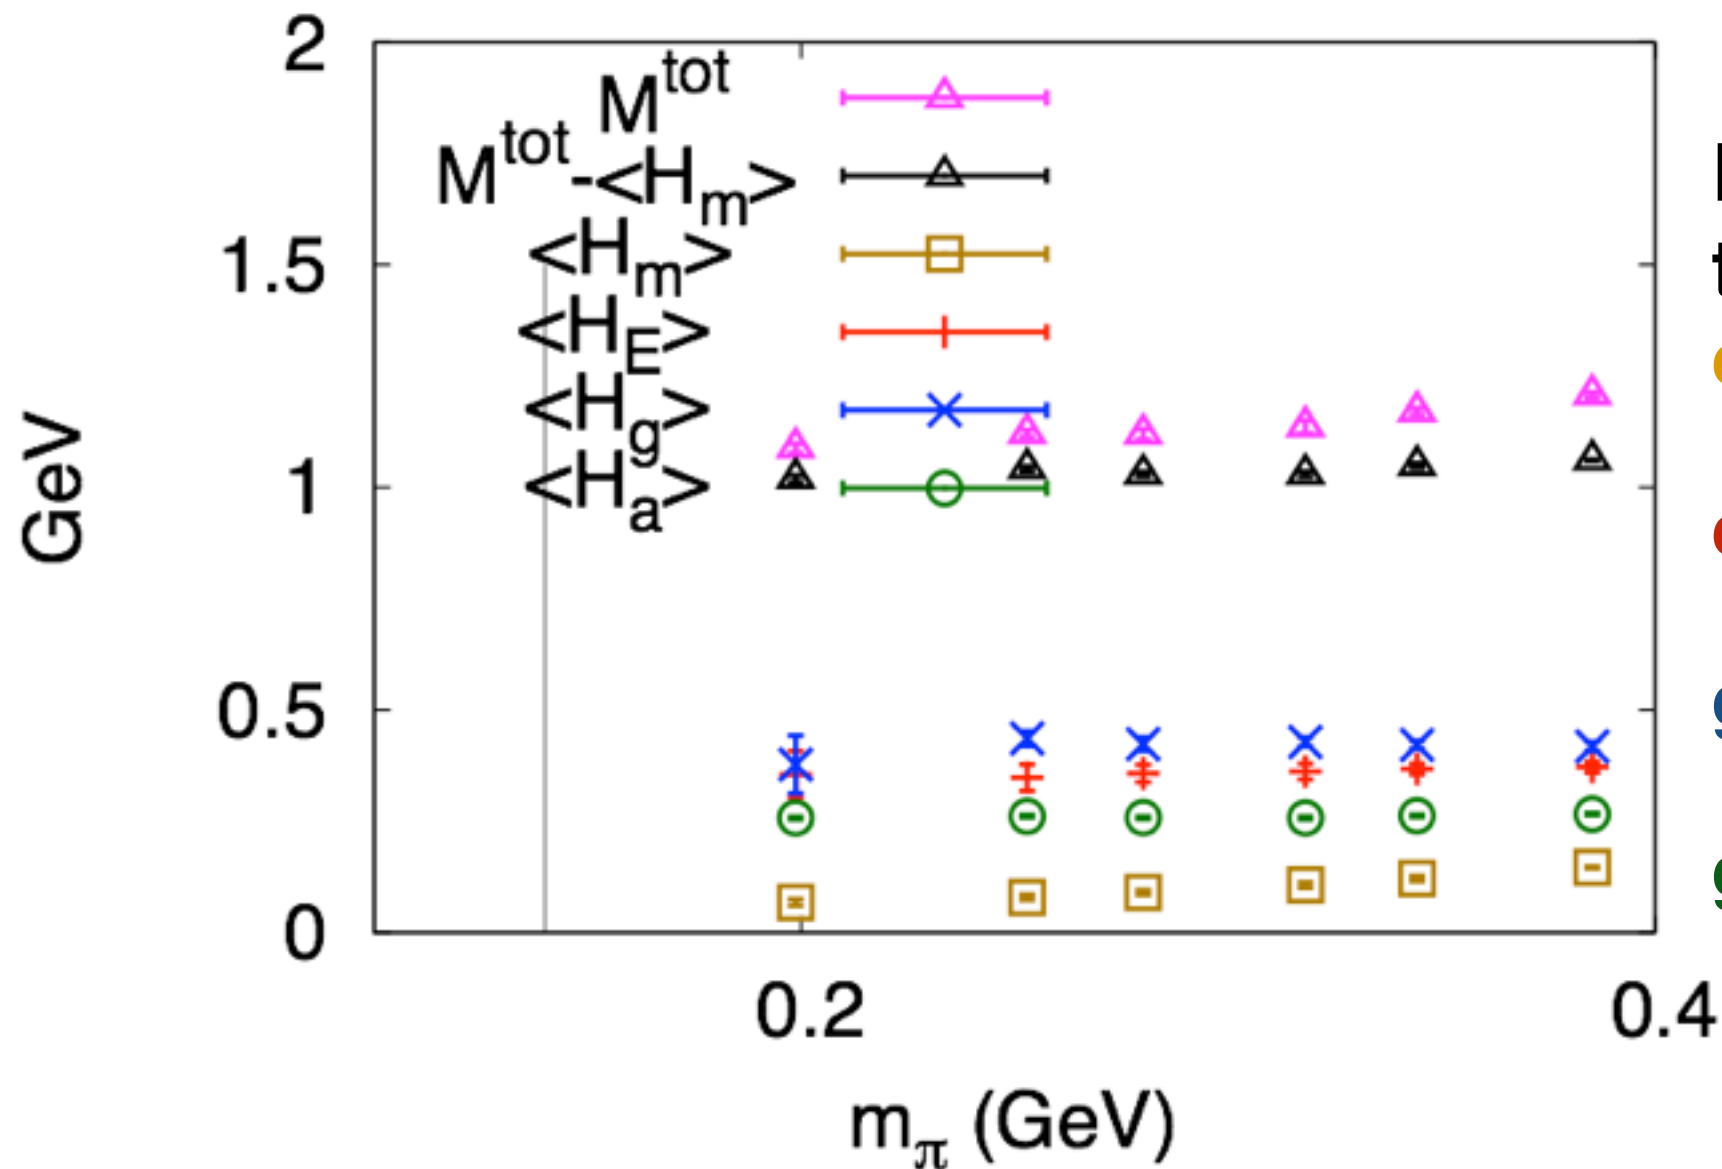 2
1.5
1
0.5
0
GeV
M^tot
M^tot-<H_m>
<H_m>
<H_E>
<H_g>
<H_a>
0.2
0.4
m_π (GeV)